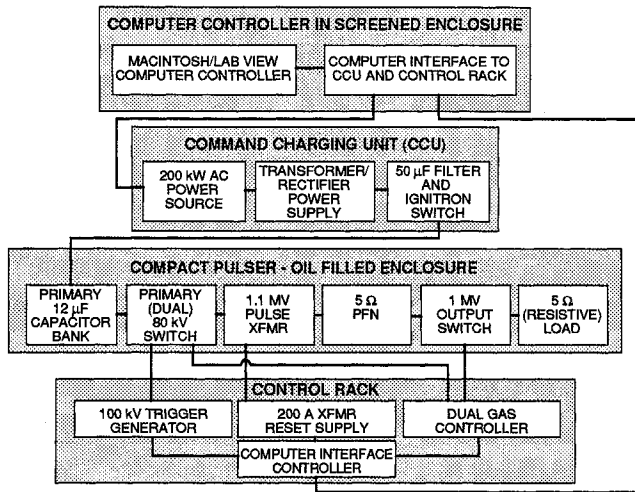 COMPUTER CONTROLLER IN SCREENED ENCLOSURE
MACINTOSH/LAB VIEW
COMPUTER CONTROLLER
COMPUTER INTERFACE TO
CCU AND CONTROL RACK
COMMAND CHARGING UNIT (CCU)
200 kW AC
POWER
SOURCE
TRANSFORMER/
RECTIFIER
POWER
SUPPLY
50 μF FILTER
AND
IGNITRON
SWITCH
COMPACT PULSER - OIL FILLED ENCLOSURE
PRIMARY
12 μF
CAPACITOR
BANK
PRIMARY
(DUAL)
80 kV
SWITCH
1.1 MV
PULSE
XFMR
5 Ω
PFN
1 MV
OUTPUT
SWITCH
5 Ω
(RESISTIVE)
LOAD
CONTROL RACK
100 kV TRIGGER
GENERATOR
200 A XFMR
RESET SUPPLY
DUAL GAS
CONTROLLER
COMPUTER INTERFACE
CONTROLLER